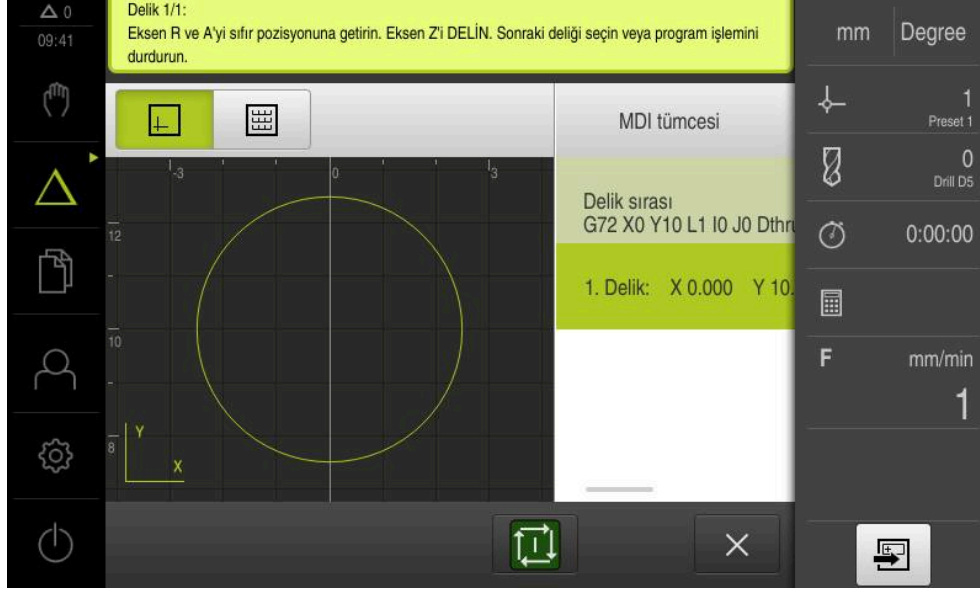 0
09:41
Delik 1/1:
Eksen R ve A'yi sıfır pozisyonuna getirin. Eksen Z'i DELİN. Sonraki deliği seçin veya program işlemini
durdurun.
mm Degree
MDI tümcesi
1
Preset 1
-3 0 3
0
Drill D5
Delik sırası
G72 X0 Y10 L1 I0 J0 Dthru
12
0:00:00
1. Delik: X 0.000 Y 10.
10
F mm/min
1
8
Y
X